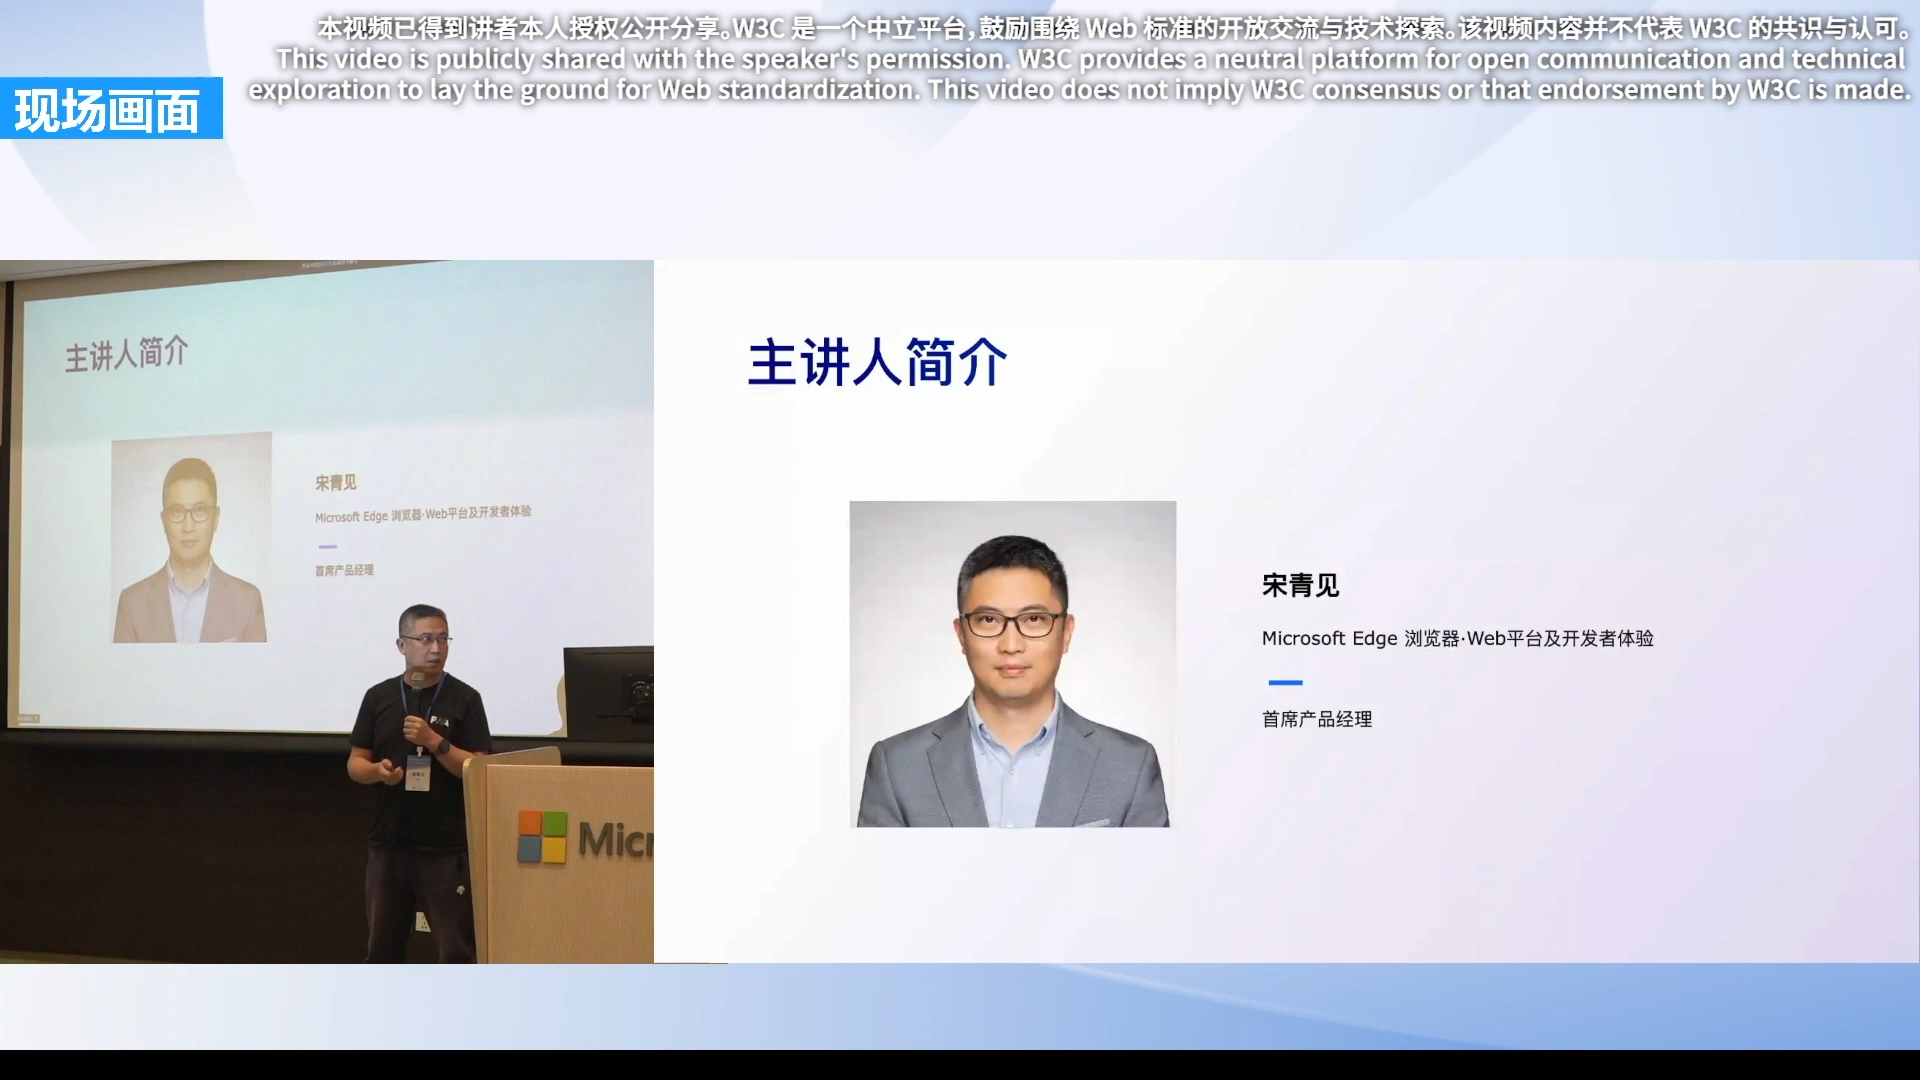 本视频已得到讲者本人授权公开分享。W3C 是一个中立平台，鼓励围绕 Web 标准的开放交流与技术探索。该视频内容并不代表 W3C 的共识与认可。
This video is publicly shared with the speaker's permission. W3C provides a neutral platform for open communication and technical
exploration to lay the ground for Web standardization. This video does not imply W3C consensus or that endorsement by W3C is made.
现场画面
主讲人简介
宋青见
Microsoft Edge 浏览器·Web平台及开发者体验
首席产品经理
PWA
Micr
主讲人简介
宋青见
Microsoft Edge 浏览器·Web平台及开发者体验
首席产品经理